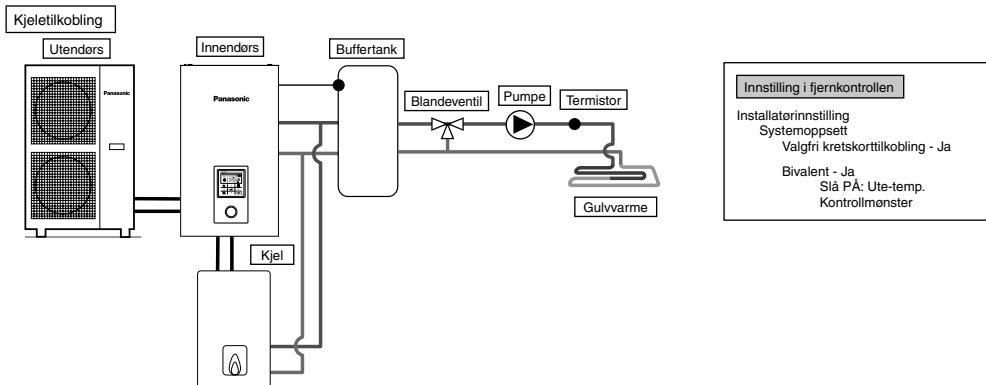 Kjeletilkobling
Utendørs
Innendørs
Buffertank
Blandeventil
Pumpe
Termistor
Panasonic
Panasonic
Gulvvarme
Kjel
Innstilling i fjernkontrollen
Installatørinnstilling
Systemoppsett
Valgfri kretskorttilkobling - Ja
Bivalent - Ja
Slå PÅ: Ute-temp.
Kontrollmønster